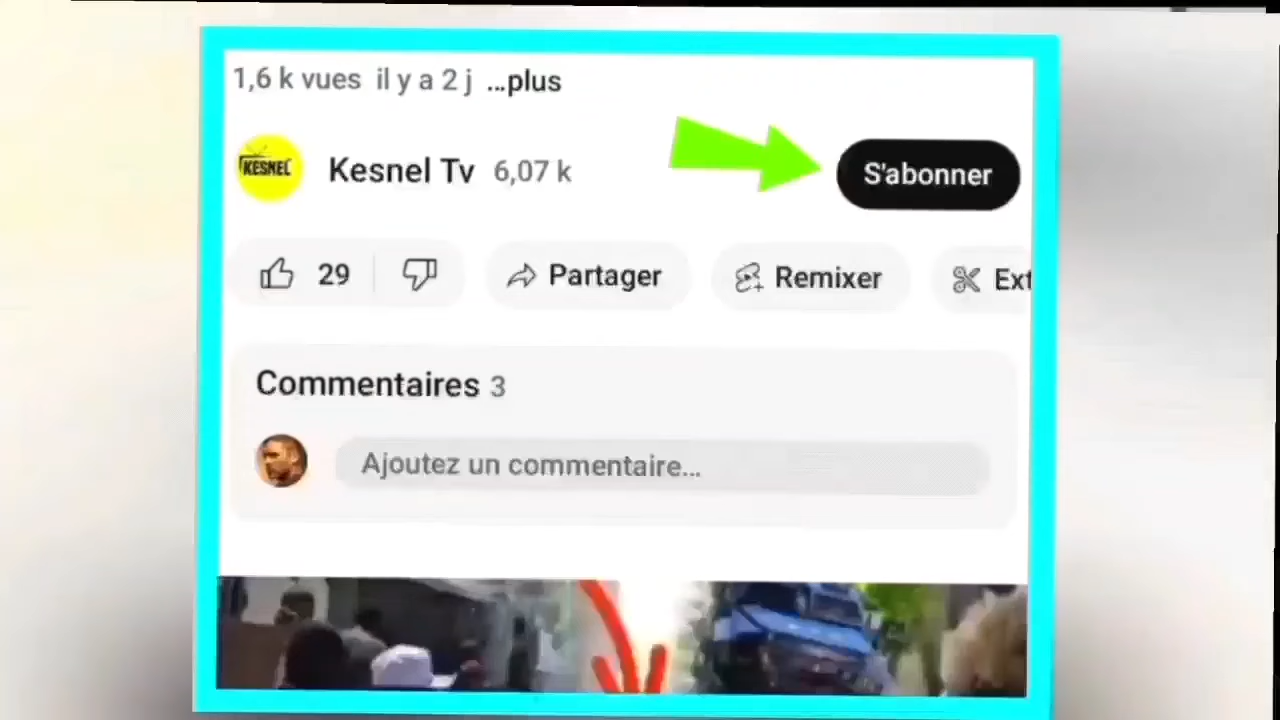 1,6 k vues il y a 2 j ...plus
KESNEL
Kesnel Tv 6,07 k
S'abonner
29
Partager
Remixer
Ext
Commentaires 3
Ajoutez un commentaire...